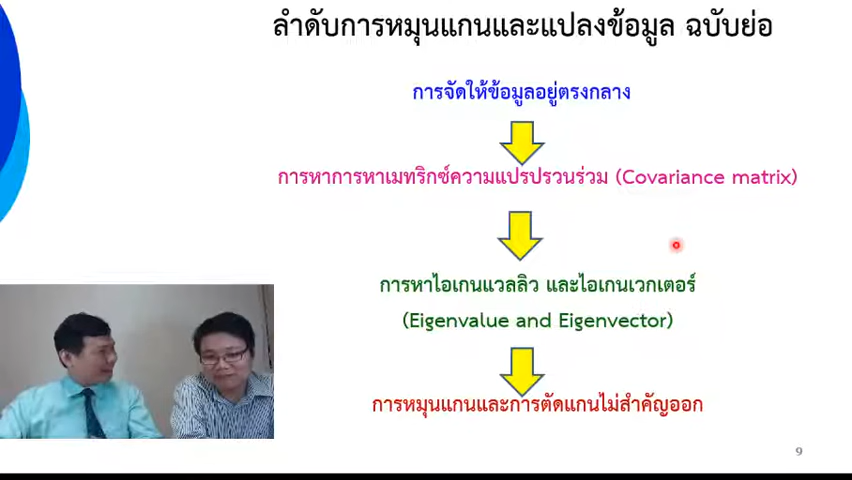 ลำดับการหมุนแกนและแปลงข้อมูล ฉบับย่อ
การจัดให้ข้อมูลอยู่ตรงกลาง
การหาการหาเมทริกซ์ความแปรปรวนร่วม (Covariance matrix)
การหาไอเกนแวลลิว และไอเกนเวกเตอร์
(Eigenvalue and Eigenvector)
การหมุนแกนและการตัดแกนไม่สำคัญออก
9